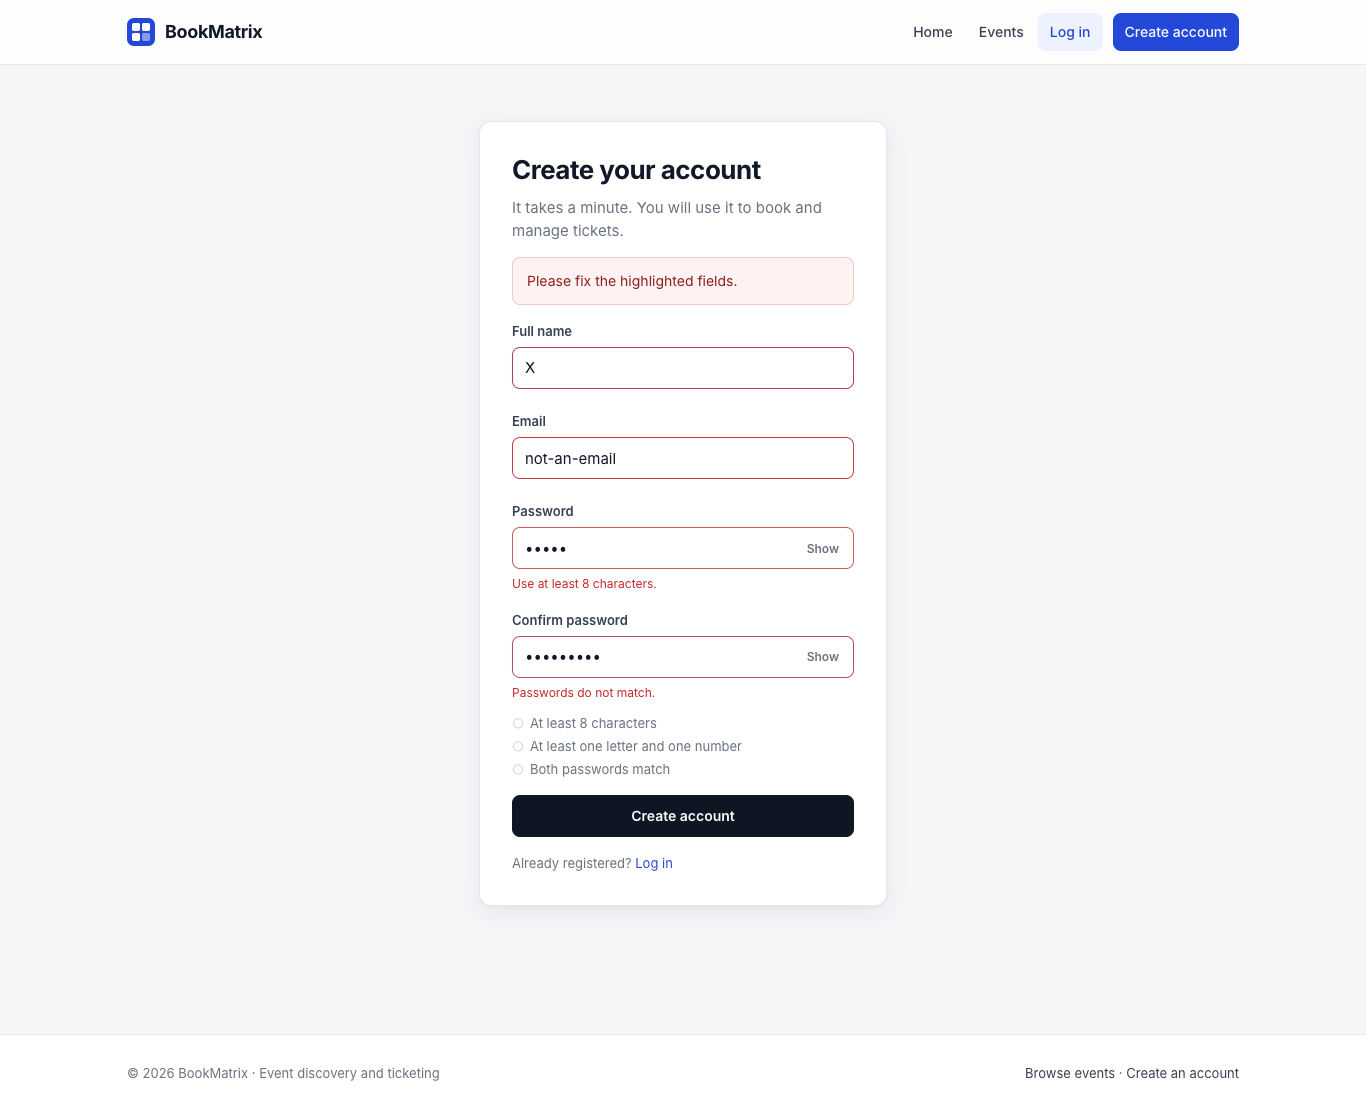 BookMatrix
Home
Events
Log in
Create account
Create your account
It takes a minute. You will use it to book and
manage tickets.
Please fix the highlighted fields.
Full name
X
Email
not-an-email
Password
•••••
Show
Use at least 8 characters.
Confirm password
•••••••••
Show
Passwords do not match.
At least 8 characters
At least one letter and one number
Both passwords match
Create account
Already registered? Log in
© 2026 BookMatrix · Event discovery and ticketing
Browse events · Create an account